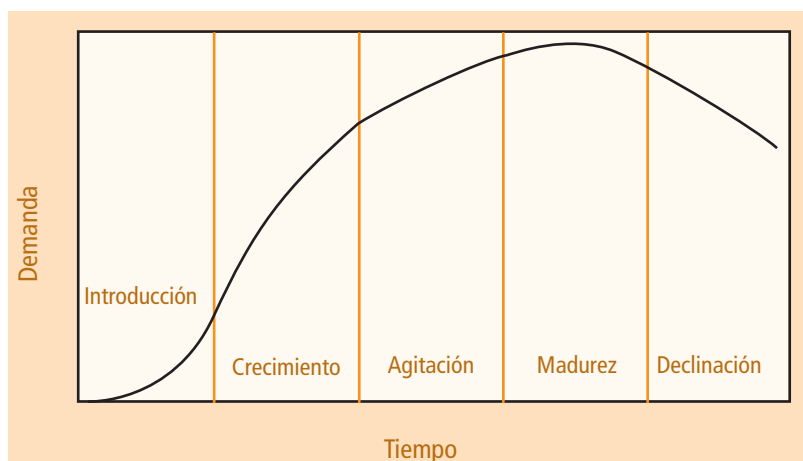 Demanda
Introducción
Crecimiento
Agitación
Madurez
Declinación
Tiempo